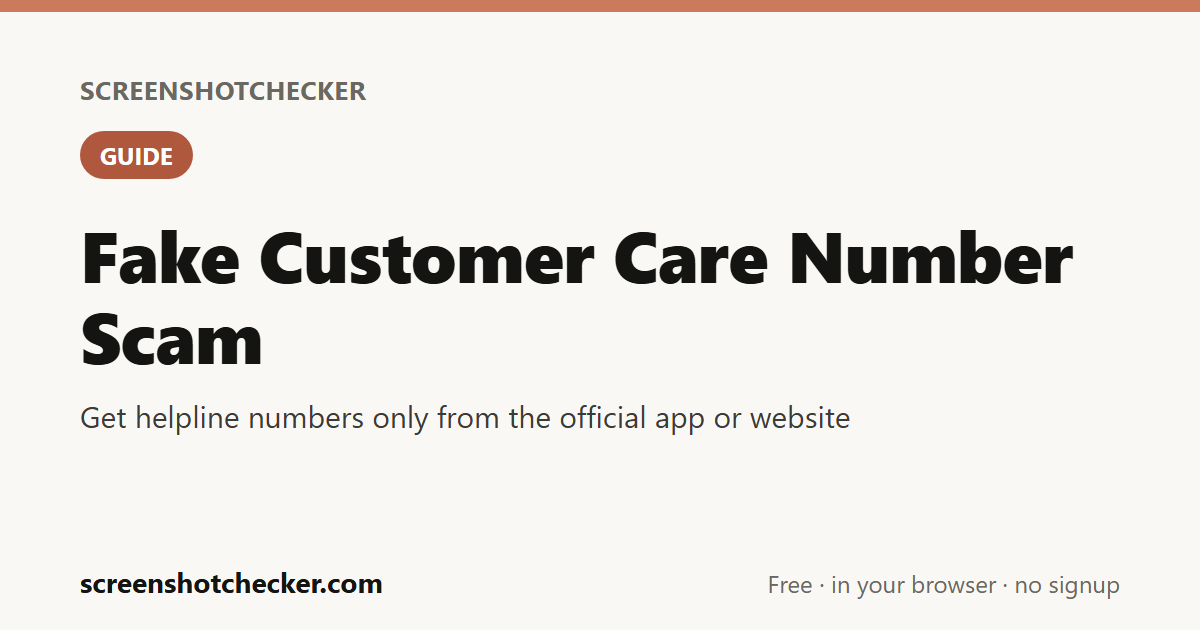 SCREENSHOTCHECKER
GUIDE
Fake Customer Care Number
Scam
Get helpline numbers only from the official app or website
screenshotchecker.com
Free · in your browser · no signup